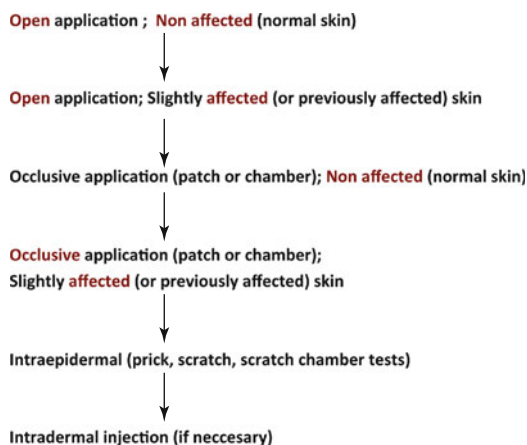 Open application ; Non affected (normal skin)
Open application; Slightly affected (or previously affected) skin
Occlusive application (patch or chamber); Non affected (normal skin)
Occlusive application (patch or chamber);
Slightly affected (or previously affected) skin
Intraepidermal (prick, scratch, scratch chamber tests)
Intradermal injection (if neccesary)